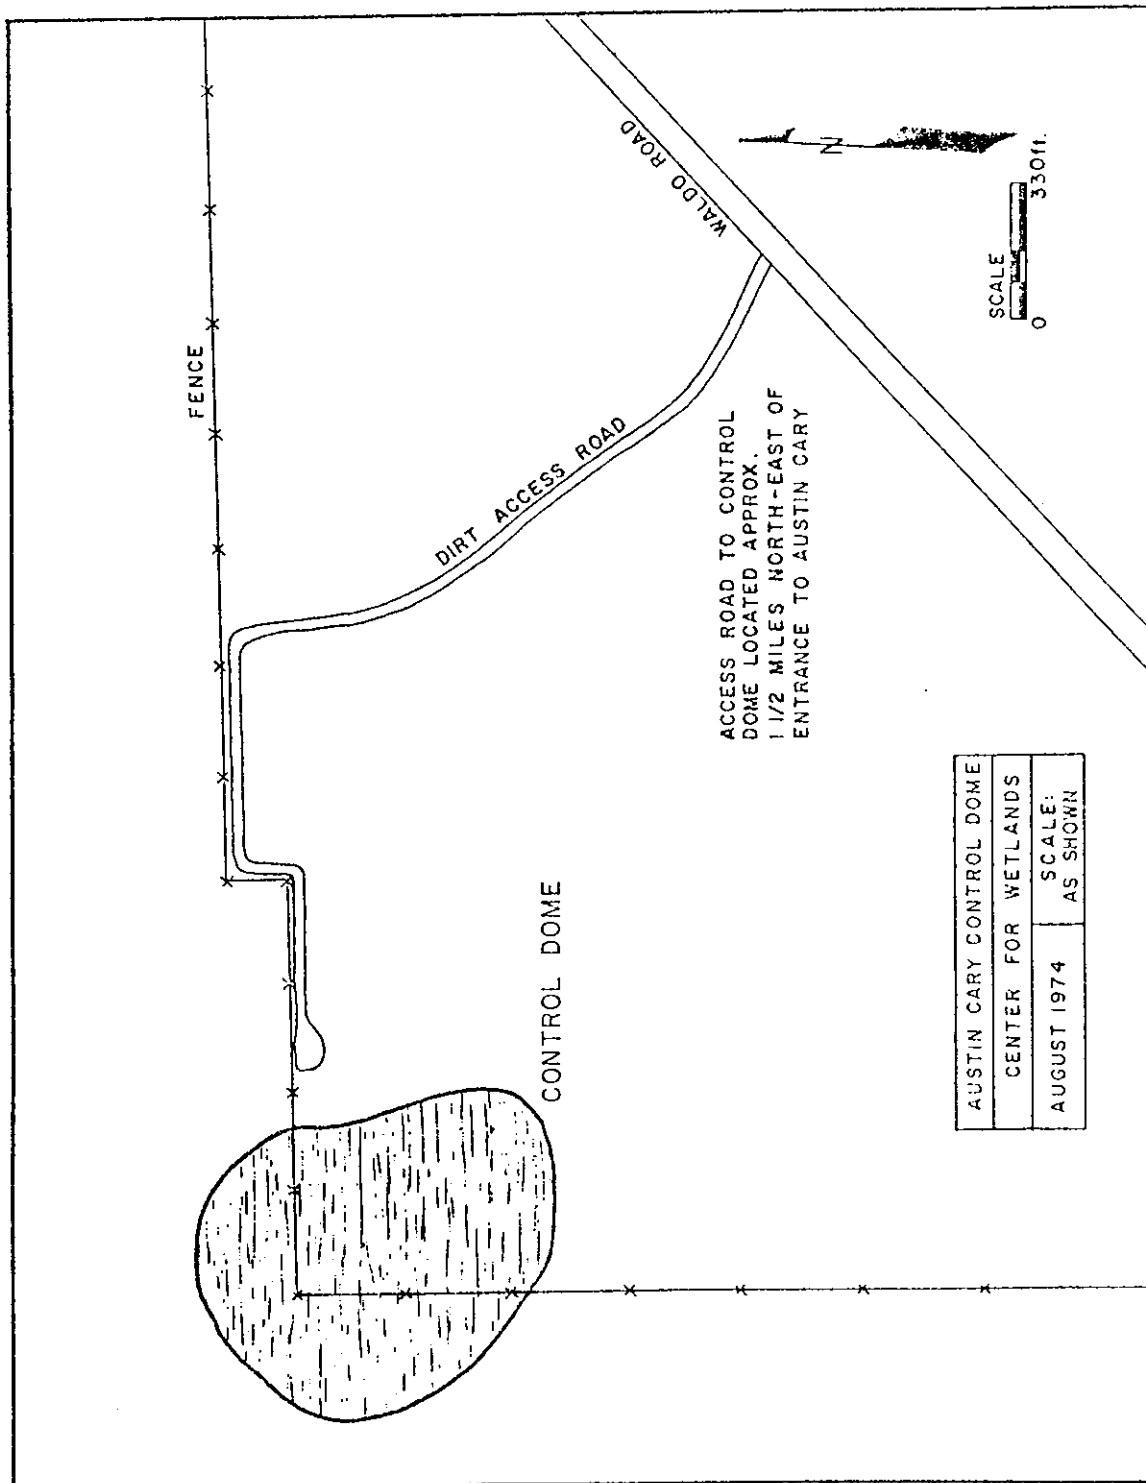 FENCE
WALDO ROAD
DIRT ACCESS ROAD
N
SCALE
0 330ft.
ACCESS ROAD TO CONTROL
DOME LOCATED APPROX.
1 1/2 MILES NORTH-EAST OF
ENTRANCE TO AUSTIN CARY
CONTROL DOME
AUSTIN CARY CONTROL DOME
CENTER FOR WETLANDS
AUGUST 1974
SCALE:
AS SHOWN